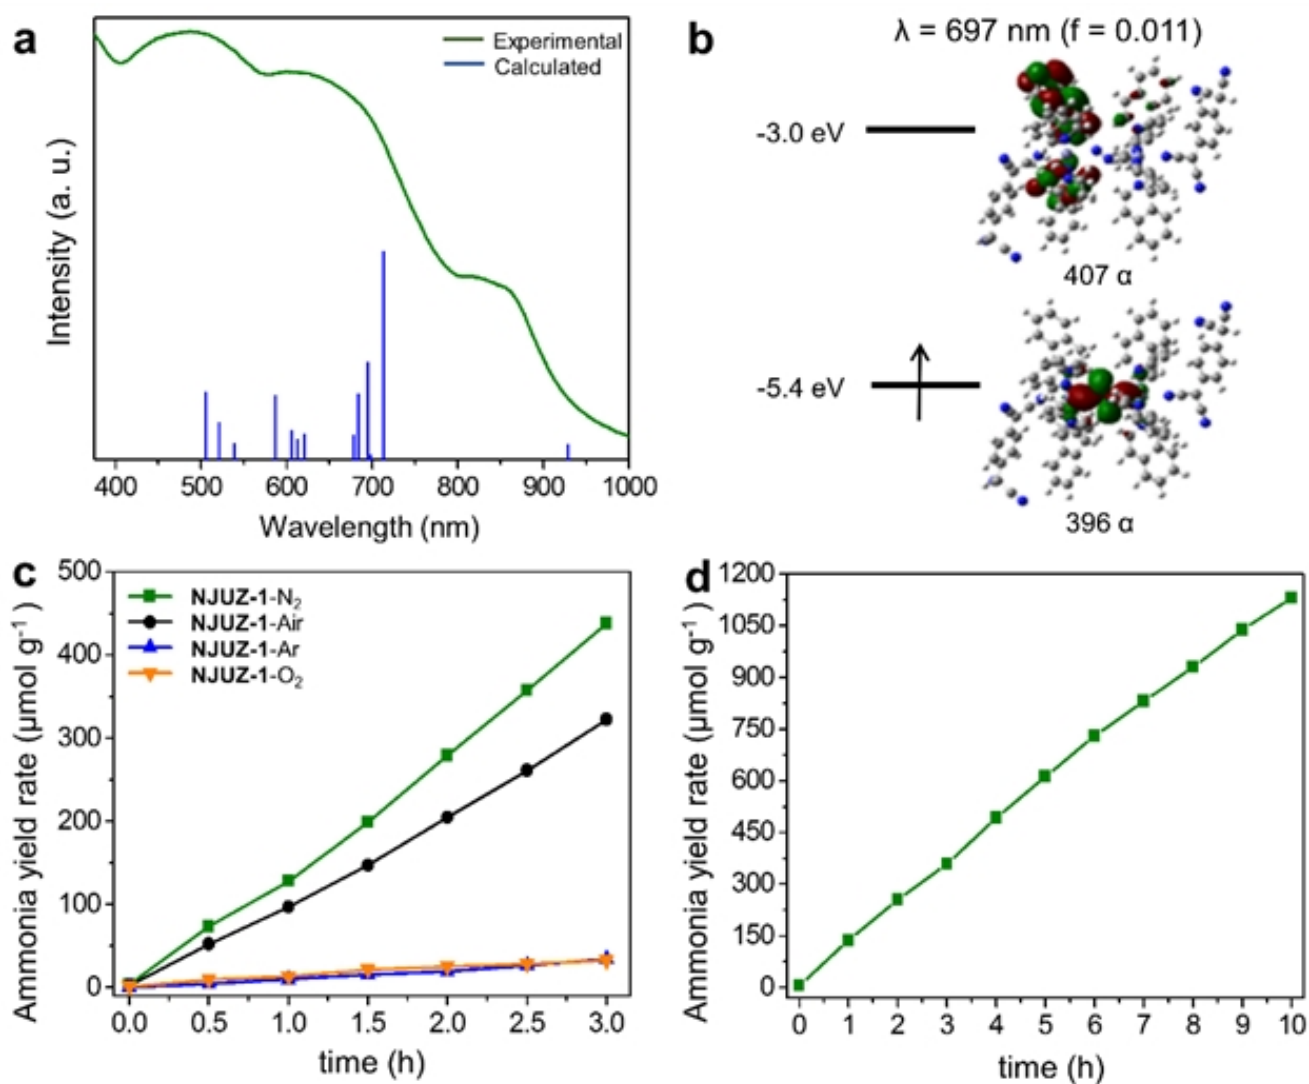 a
Experimental
Calculated
Intensity (a. u.)
400 500 600 700 800 900 1000
Wavelength (nm)
b
λ = 697 nm (f = 0.011)
-3.0 eV
407 α
-5.4 eV
396 α
c
NJUZ-1-N₂
NJUZ-1-Air
NJUZ-1-Ar
NJUZ-1-O₂
Ammonia yield rate (μmol g⁻¹ )
500
400
300
200
100
0
0.0 0.5 1.0 1.5 2.0 2.5 3.0
time (h)
d
Ammonia yield rate (μmol g⁻¹ )
1200
1050
900
750
600
450
300
150
0
0 1 2 3 4 5 6 7 8 9 10
time (h)